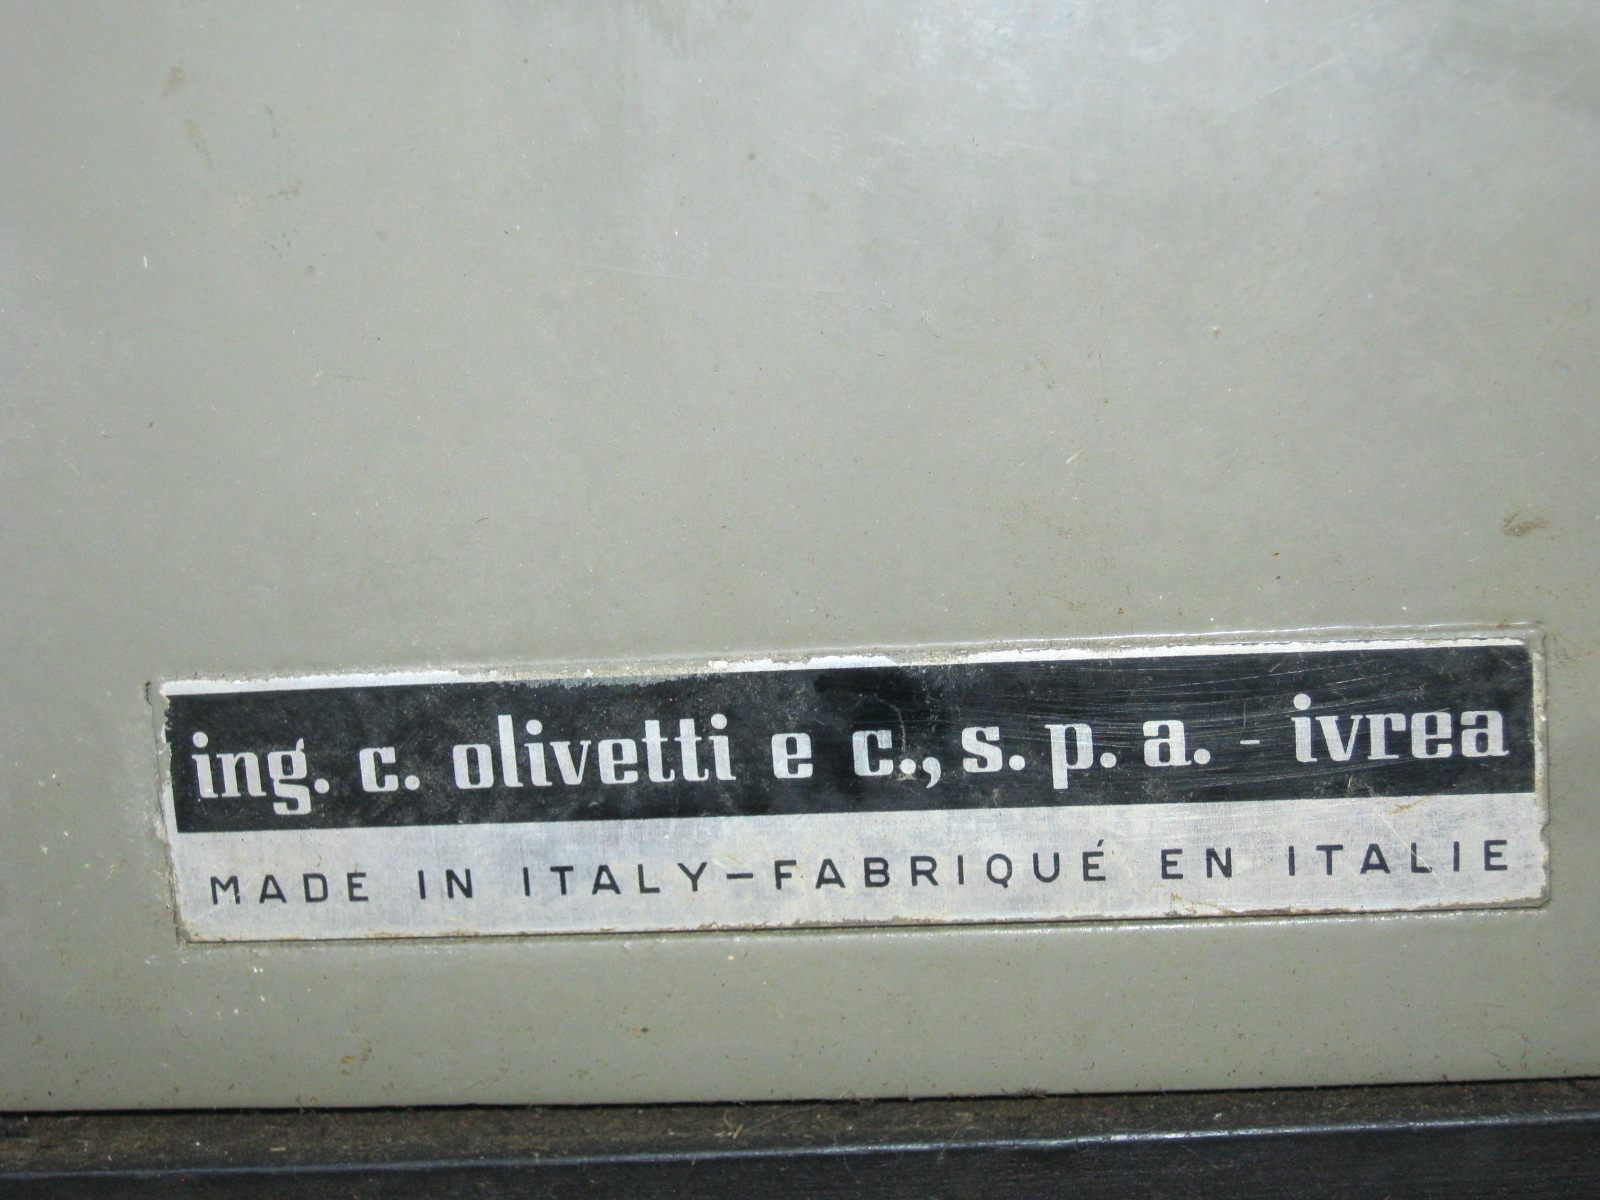 ing. c. olivetti e c., s. p. a. - ivrea
MADE IN ITALY-FABRIQUÉ EN ITALIE